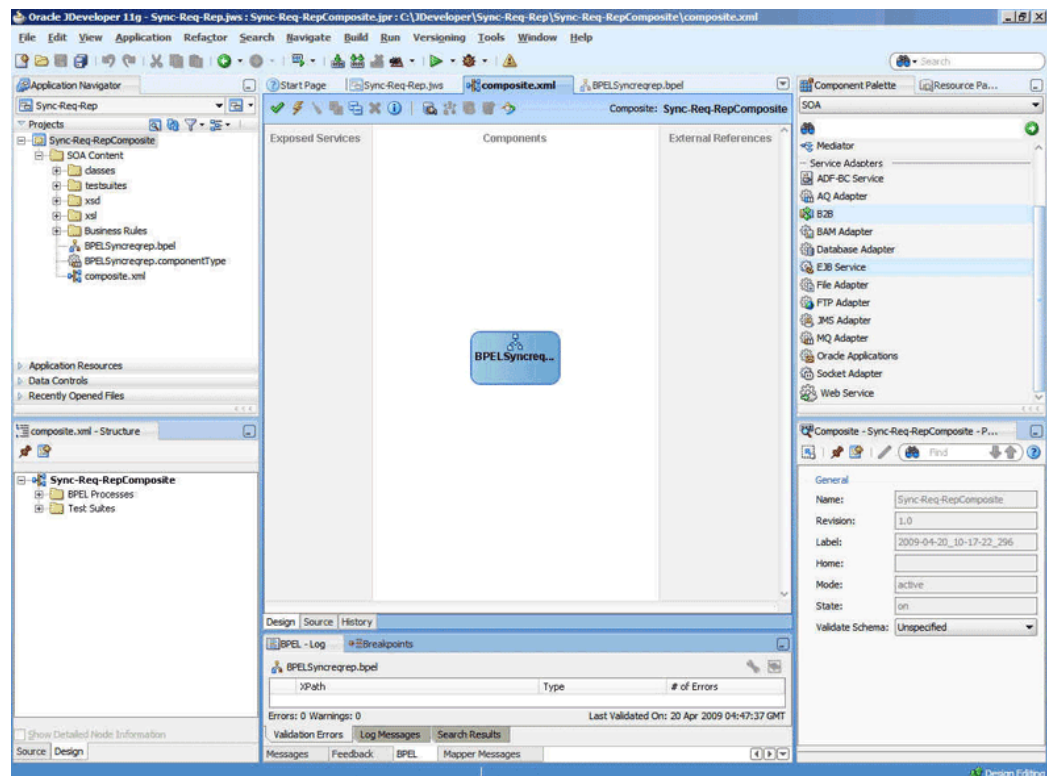 Oracle JDeveloper 11g - Sync-Req-Rep.jws : Sync-Req-RepComposite.jpr : C:\JDeveloper\Sync-Req-Rep\Sync-Req-RepComposite\composite.xml
File Edit View Application Refactor Search Navigate Build Run Versioning Tools Window Help
Search
Application Navigator
Sync-Req-Rep
Projects
Sync-Req-RepComposite
SOA Content
classes
testsuites
xsd
xsl
Business Rules
BPELSyncreqrep.bpel
BPELSyncreqrep.componentType
composite.xml
Application Resources
Data Controls
Recently Opened Files
composite.xml - Structure
Sync-Req-RepComposite
BPEL Processes
Test Suites
Show Detailed Node Information
Source Design
Start Page Sync-Req-Rep.jws composite.xml BPELSyncreqrep.bpel
Composite: Sync-Req-RepComposite
Exposed Services Components External References
BPELSyncreq...
Design Source History
BPEL - Log Breakpoints
BPELSyncreqrep.bpel
XPath Type # of Errors
Errors: 0 Warnings: 0 Last Validated On: 20 Apr 2009 04:47:37 GMT
Validation Errors Log Messages Search Results
Messages Feedback BPEL Mapper Messages
Component Palette Resource Pa...
SOA
Mediator
Service Adapters
ADF-BC Service
AQ Adapter
B2B
BAM Adapter
Database Adapter
EJB Service
File Adapter
FTP Adapter
JMS Adapter
MQ Adapter
Oracle Applications
Socket Adapter
Web Service
Composite - Sync-Req-RepComposite - P...
Find
General
Name: Sync-Req-RepComposite
Revision: 1.0
Label: 2009-04-20_10-17-22_296
Home:
Mode: active
State: on
Validate Schema: Unspecified
Design Editing